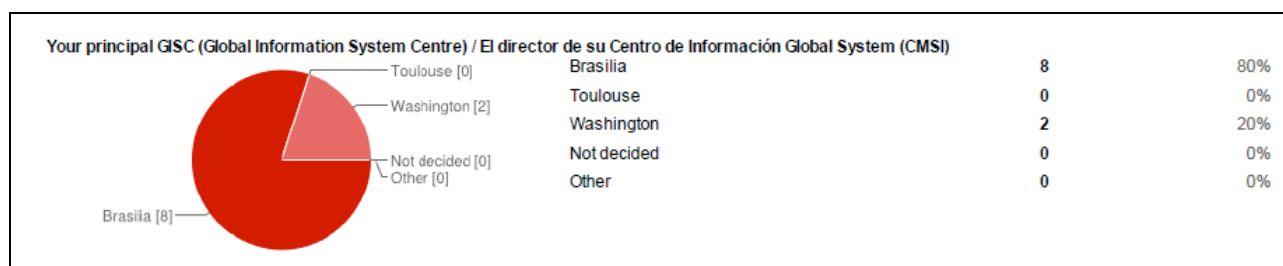 Your principal GISC (Global Information System Centre) / El director de su Centro de Información Global System (CMSI)
Toulouse [0]
Washington [2]
Not decided [0]
Other [0]
Brasilia [8]
Brasilia 8 80%
Toulouse 0 0%
Washington 2 20%
Not decided 0 0%
Other 0 0%